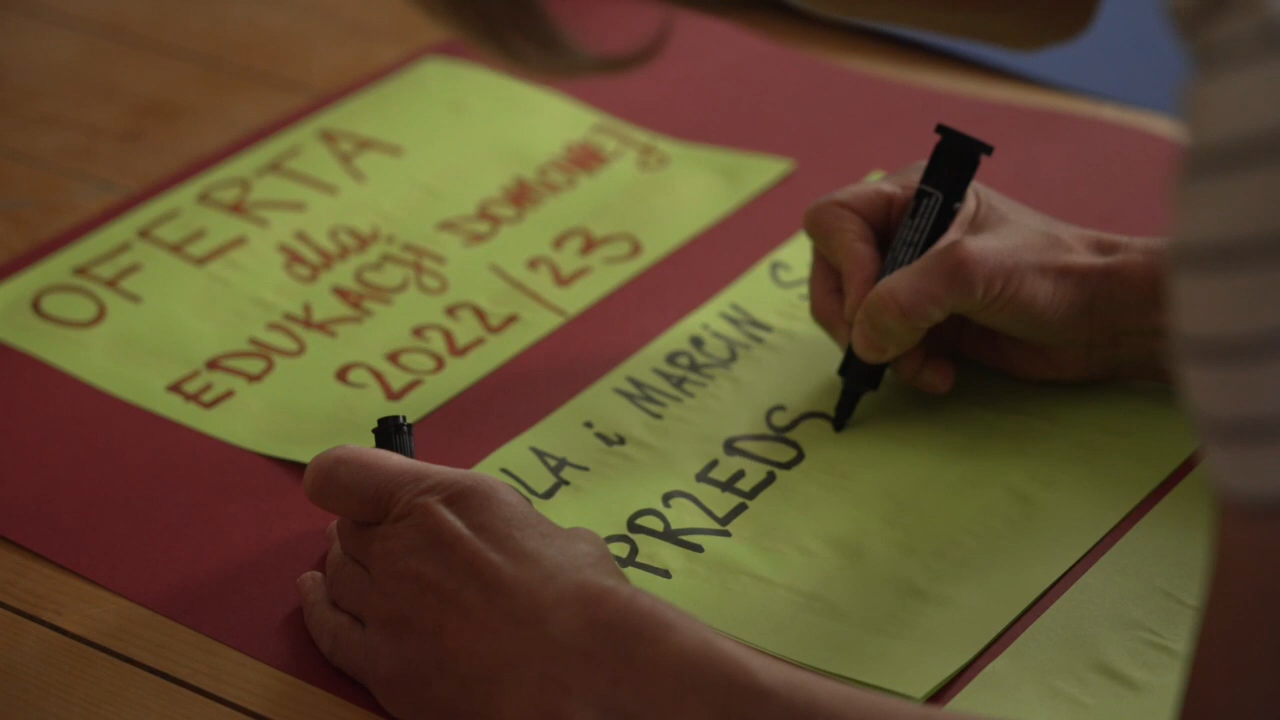 OFERTA
dla
EDUKACJI DOMOWEJ
2022/23
LA i MARCIN S
PRZEDS